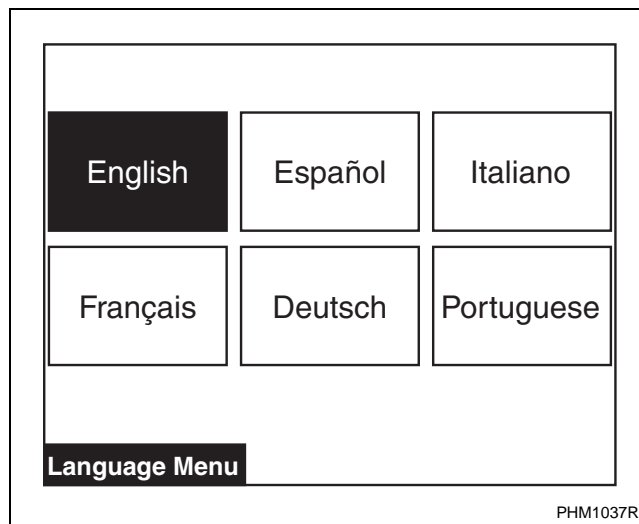 English Español Italiano
Français Deutsch Portuguese
Language Menu
PHM1037R